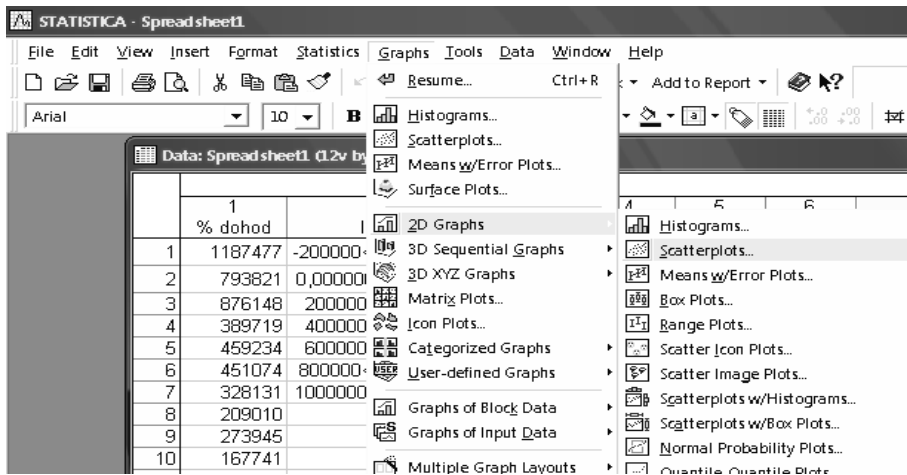 STATISTICA - Spreadsheet1
File Edit View Insert Format Statistics Graphs Tools Data Window Help
Resume... Ctrl+R
Add to Report
Arial 10 B
Histograms...
Scatterplots...
Means w/Error Plots...
Surface Plots...
2D Graphs
3D Sequential Graphs
3D XYZ Graphs
Matrix Plots...
Icon Plots...
Categorized Graphs
User-defined Graphs
Graphs of Block Data
Graphs of Input Data
Multiple Graph Layouts
Histograms...
Scatterplots...
Means w/Error Plots...
Box Plots...
Range Plots...
Scatter Icon Plots...
Scatter Image Plots...
Scatterplots w/Histograms...
Scatterplots w/Box Plots...
Normal Probability Plots...
Quantile-Quantile Plots
Data: Spreadsheet1 (12v by
1 4 5 6
% dohod
1 1187477 -200000<
2 793821 0,00000
3 876148 200000
4 389719 400000
5 459234 600000
6 451074 800000<
7 328131 1000000
8 209010
9 273945
10 167741